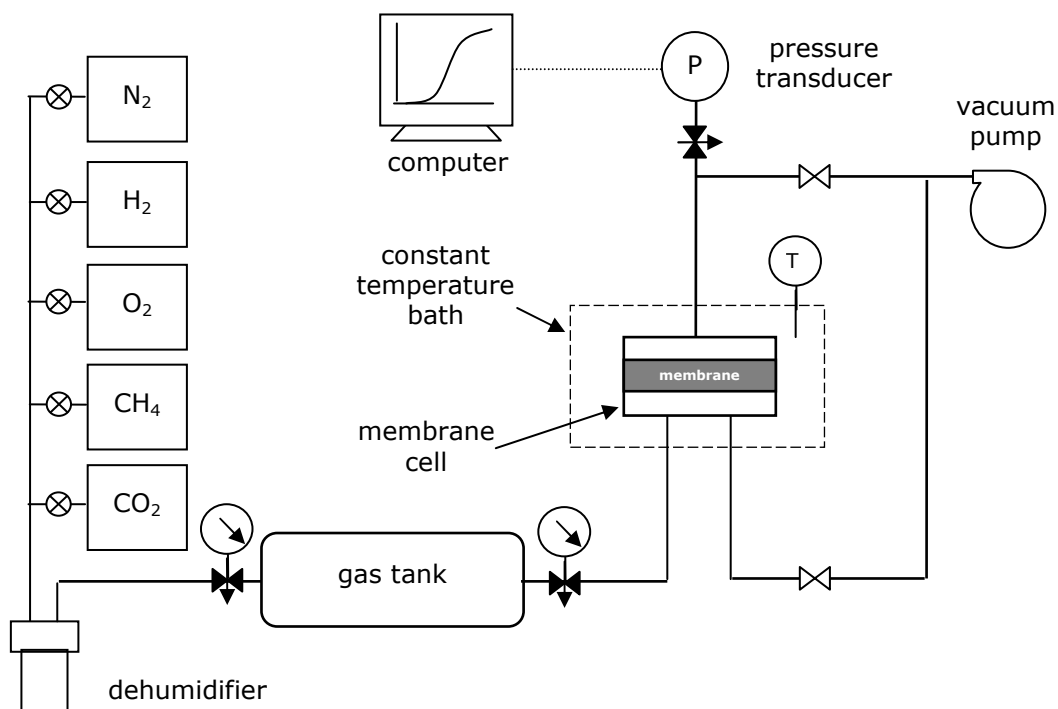 N₂
H₂
O₂
CH₄
CO₂
computer
P
pressure
transducer
vacuum
pump
constant
temperature
bath
T
membrane
membrane
cell
gas tank
dehumidifier